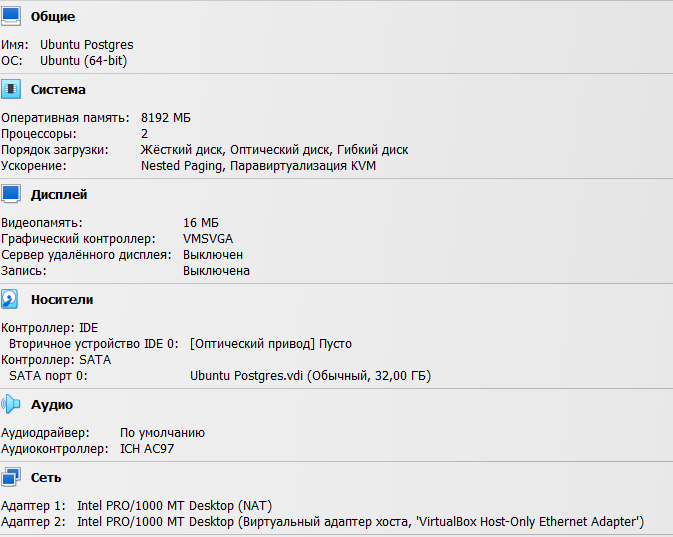 Общие
Имя: Ubuntu Postgres
ОС: Ubuntu (64-bit)
Система
Оперативная память: 8192 МБ
Процессоры: 2
Порядок загрузки: Жёсткий диск, Оптический диск, Гибкий диск
Ускорение: Nested Paging, Паравиртуализация KVM
Дисплей
Видеопамять: 16 МБ
Графический контроллер: VMSVGA
Сервер удалённого дисплея: Выключен
Запись: Выключена
Носители
Контроллер: IDE
Вторичное устройство IDE 0: [Оптический привод] Пусто
Контроллер: SATA
SATA порт 0: Ubuntu Postgres.vdi (Обычный, 32,00 ГБ)
Аудио
Аудиодрайвер: По умолчанию
Аудиоконтроллер: ICH AC97
Сеть
Адаптер 1: Intel PRO/1000 MT Desktop (NAT)
Адаптер 2: Intel PRO/1000 MT Desktop (Виртуальный адаптер хоста, 'VirtualBox Host-Only Ethernet Adapter')